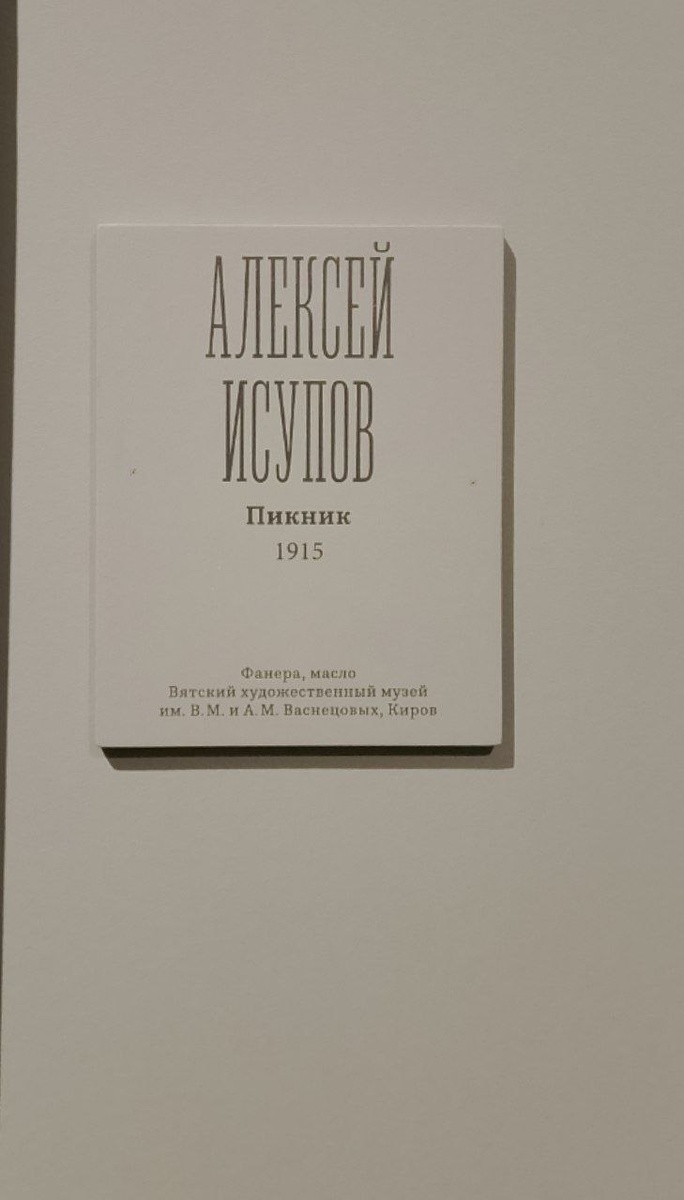 АЛЕКСЕЙ
ИСУПОВ
Пикник
1915
Фанера, масло
Вятский художественный музей
им. В. М. и А. М. Васнецовых, Киров